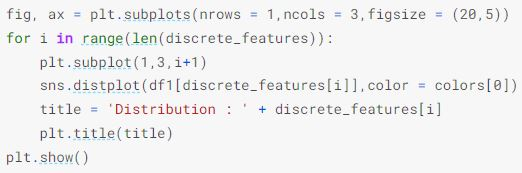 fig, ax = plt.subplots(nrows = 1,ncols = 3,figsize = (20,5))
for i in range(len(discrete_features)):
    plt.subplot(1,3,i+1)
    sns.distplot(df1[discrete_features[i]],color = colors[0])
    title = 'Distribution : ' + discrete_features[i]
    plt.title(title)
plt.show()